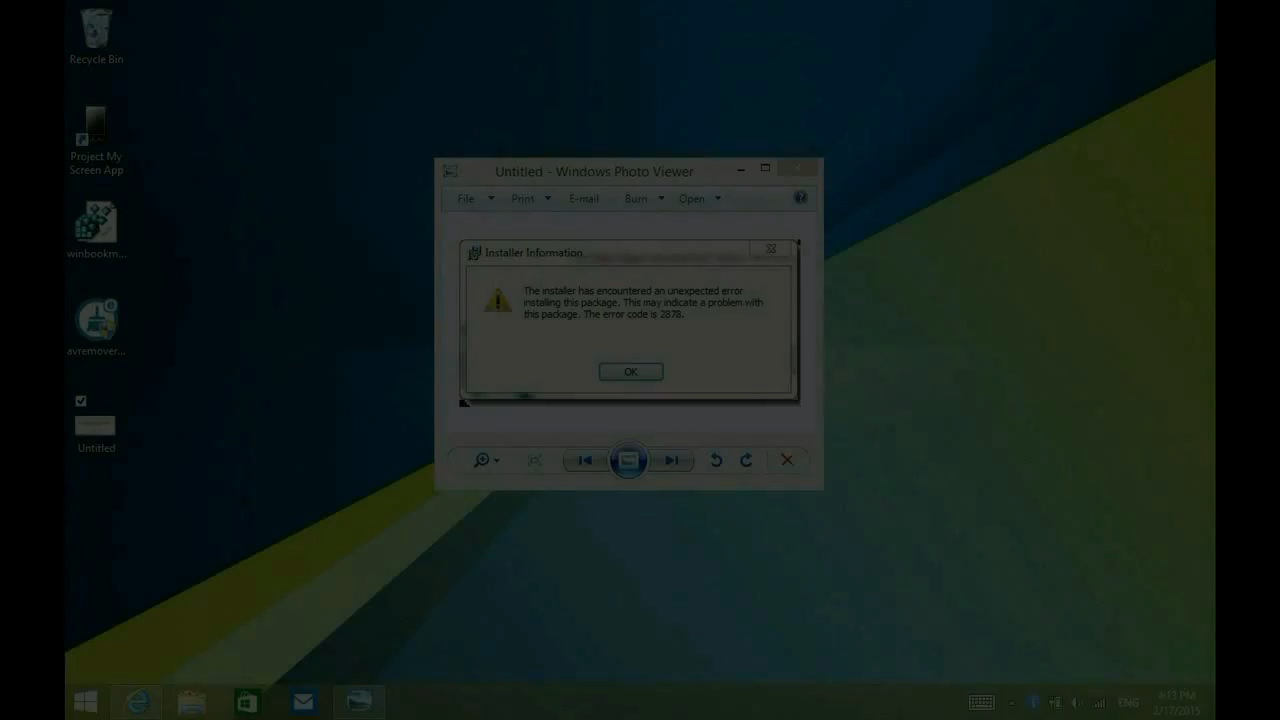 Recycle Bin
Project My
Screen App
winbookm...
avremover...
Untitled
Untitled - Windows Photo Viewer
File
Print
E-mail
Burn
Open
Installer Information
The installer has encountered an unexpected error
installing this package. This may indicate a problem with
this package. The error code is 2878.
OK
ENG
4:13 PM
2/17/2015